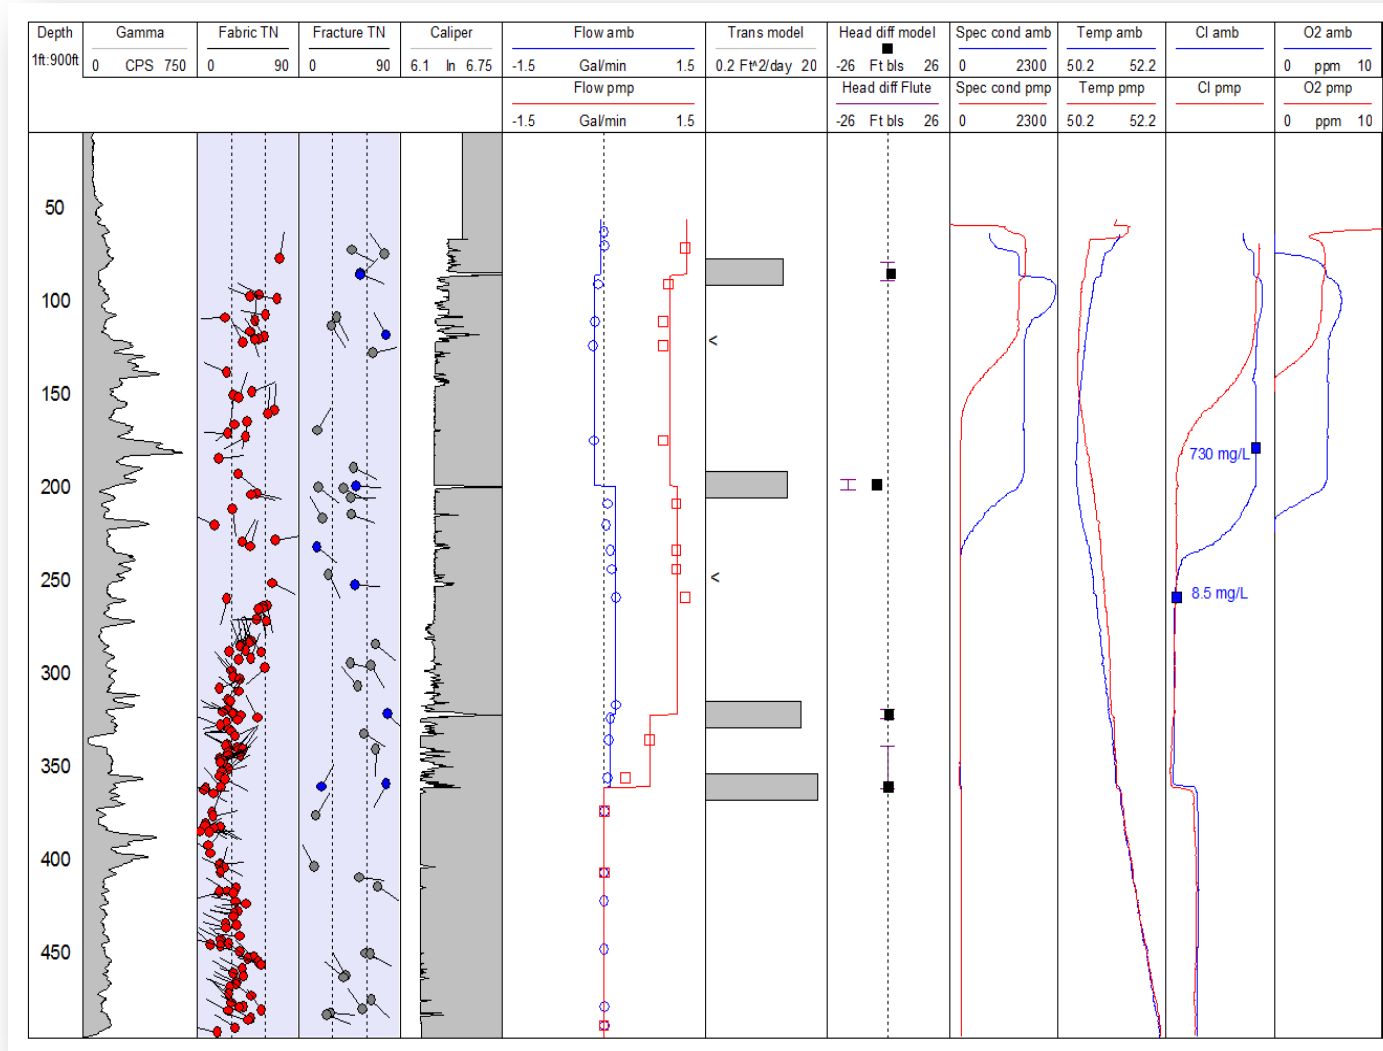 Depth Gamma Fabric TN Fracture TN Caliper Flow amb Trans model Head diff model Spec cond amb Temp amb Cl amb O2 amb
1ft:900ft 0 CPS 750 0 90 0 90 6.1 In 6.75 -1.5 Gal/min 1.5 0.2 Ft^2/day 20 -26 Ft bls 26 0 2300 50.2 52.2 0 ppm 10
Flow pmp Head diff Flute Spec cond pmp Temp pmp Cl pmp O2 pmp
-1.5 Gal/min 1.5 -26 Ft bls 26 0 2300 50.2 52.2 0 ppm 10
50
100
<
150
730 mg/L
200
250
<
8.5 mg/L
300
350
400
450